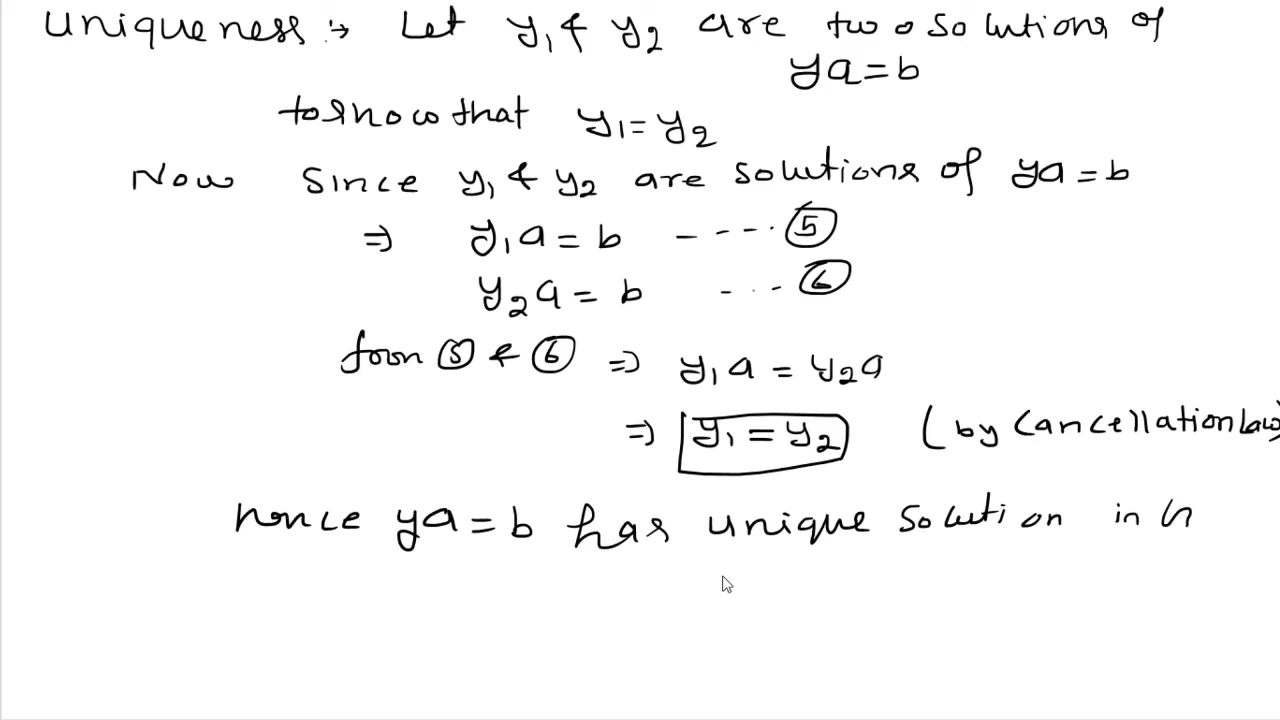 Uniqueness :→ Let y₁ & y₂ are two solutions of
ya = b
to show that y₁ = y₂
Now Since y₁ & y₂ are solutions of ya = b
⇒ y₁a = b - - - - - ⑤
y₂a = b - - - - ⑥
from ⑤ & ⑥ ⇒ y₁a = y₂a
⇒ y₁ = y₂ (by Cancellation law)
hence ya = b has unique solution in G